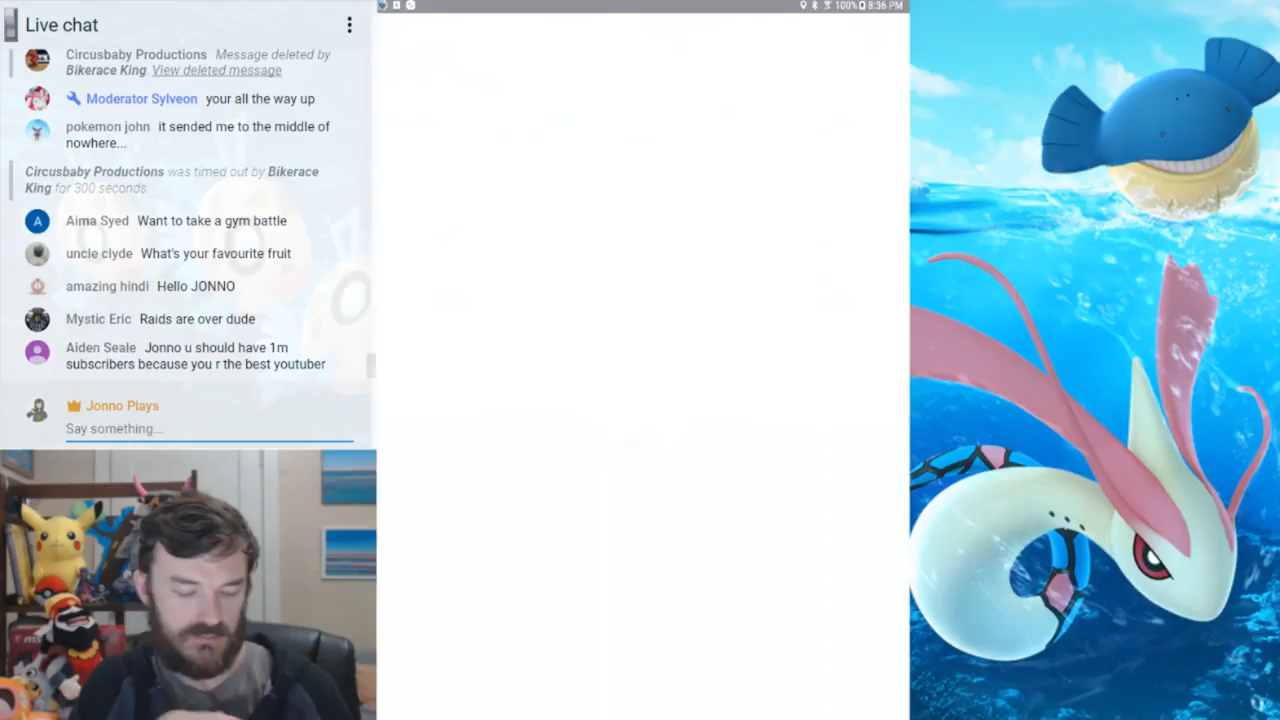 Live chat
Circusbaby Productions Message deleted by
Bikerace King. View deleted message
Moderator Sylveon your all the way up
pokemon john it sended me to the middle of
nowhere...
Circusbaby Productions was timed out by Bikerace
King for 300 seconds.
A Aima Syed Want to take a gym battle
uncle clyde What's your favourite fruit
amazing hindi Hello JONNO
Mystic Eric Raids are over dude
Aiden Seale Jonno u should have 1m
subscribers because you r the best youtuber
Jonno Plays
Say something...
100% 8:36 PM